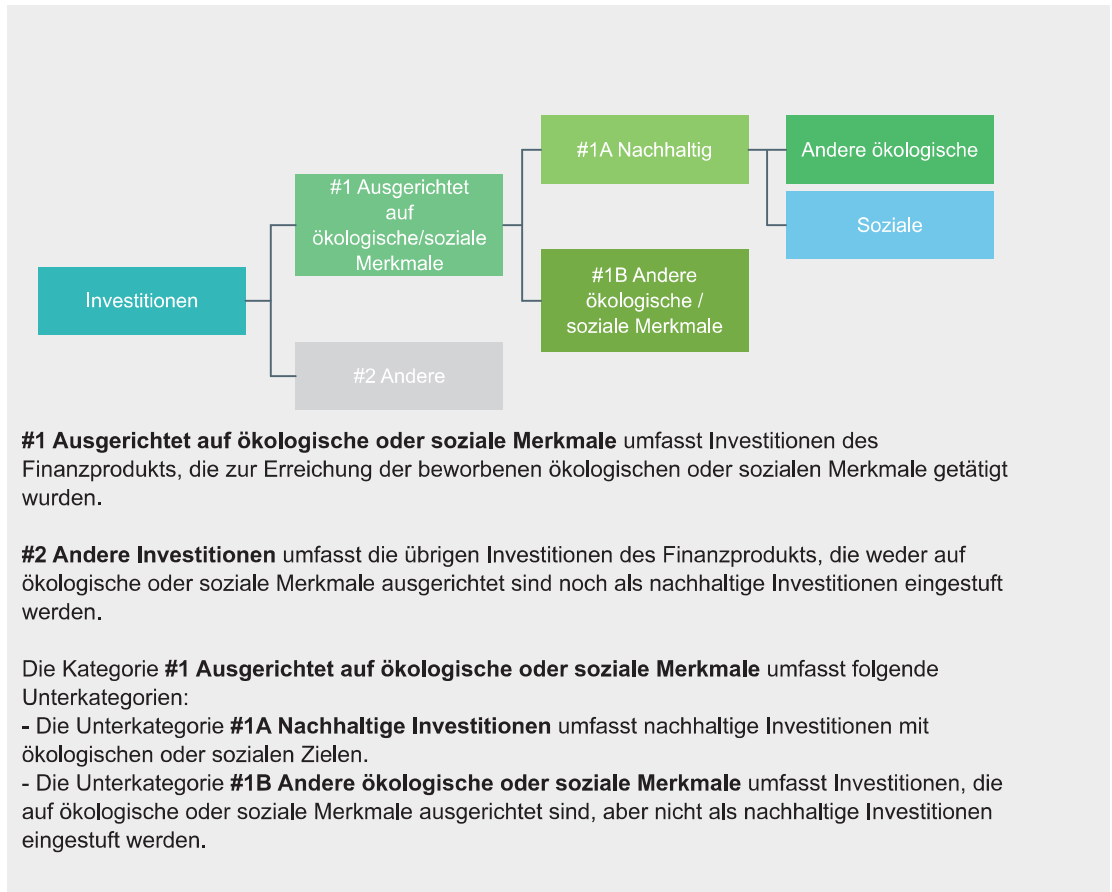 #1A Nachhaltig
Andere ökologische
#1 Ausgerichtet
auf
ökologische/soziale
Merkmale
Soziale
#1B Andere
ökologische /
soziale Merkmale
Investitionen
#2 Andere
#1 Ausgerichtet auf ökologische oder soziale Merkmale umfasst Investitionen des
Finanzprodukts, die zur Erreichung der beworbenen ökologischen oder sozialen Merkmale getätigt
wurden.
#2 Andere Investitionen umfasst die übrigen Investitionen des Finanzprodukts, die weder auf
ökologische oder soziale Merkmale ausgerichtet sind noch als nachhaltige Investitionen eingestuft
werden.
Die Kategorie #1 Ausgerichtet auf ökologische oder soziale Merkmale umfasst folgende
Unterkategorien:
- Die Unterkategorie #1A Nachhaltige Investitionen umfasst nachhaltige Investitionen mit
ökologischen oder sozialen Zielen.
- Die Unterkategorie #1B Andere ökologische oder soziale Merkmale umfasst Investitionen, die
auf ökologische oder soziale Merkmale ausgerichtet sind, aber nicht als nachhaltige Investitionen
eingestuft werden.